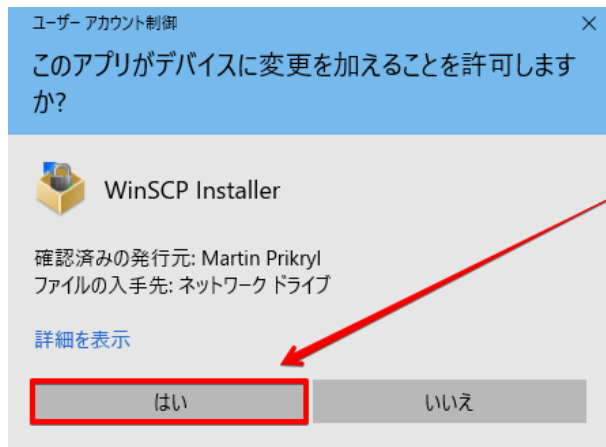 ユーザー アカウント制御
このアプリがデバイスに変更を加えることを許可します
か?
WinSCP Installer
確認済みの発行元: Martin Prikryl
ファイルの入手先: ネットワーク ドライブ
詳細を表示
はい
いいえ